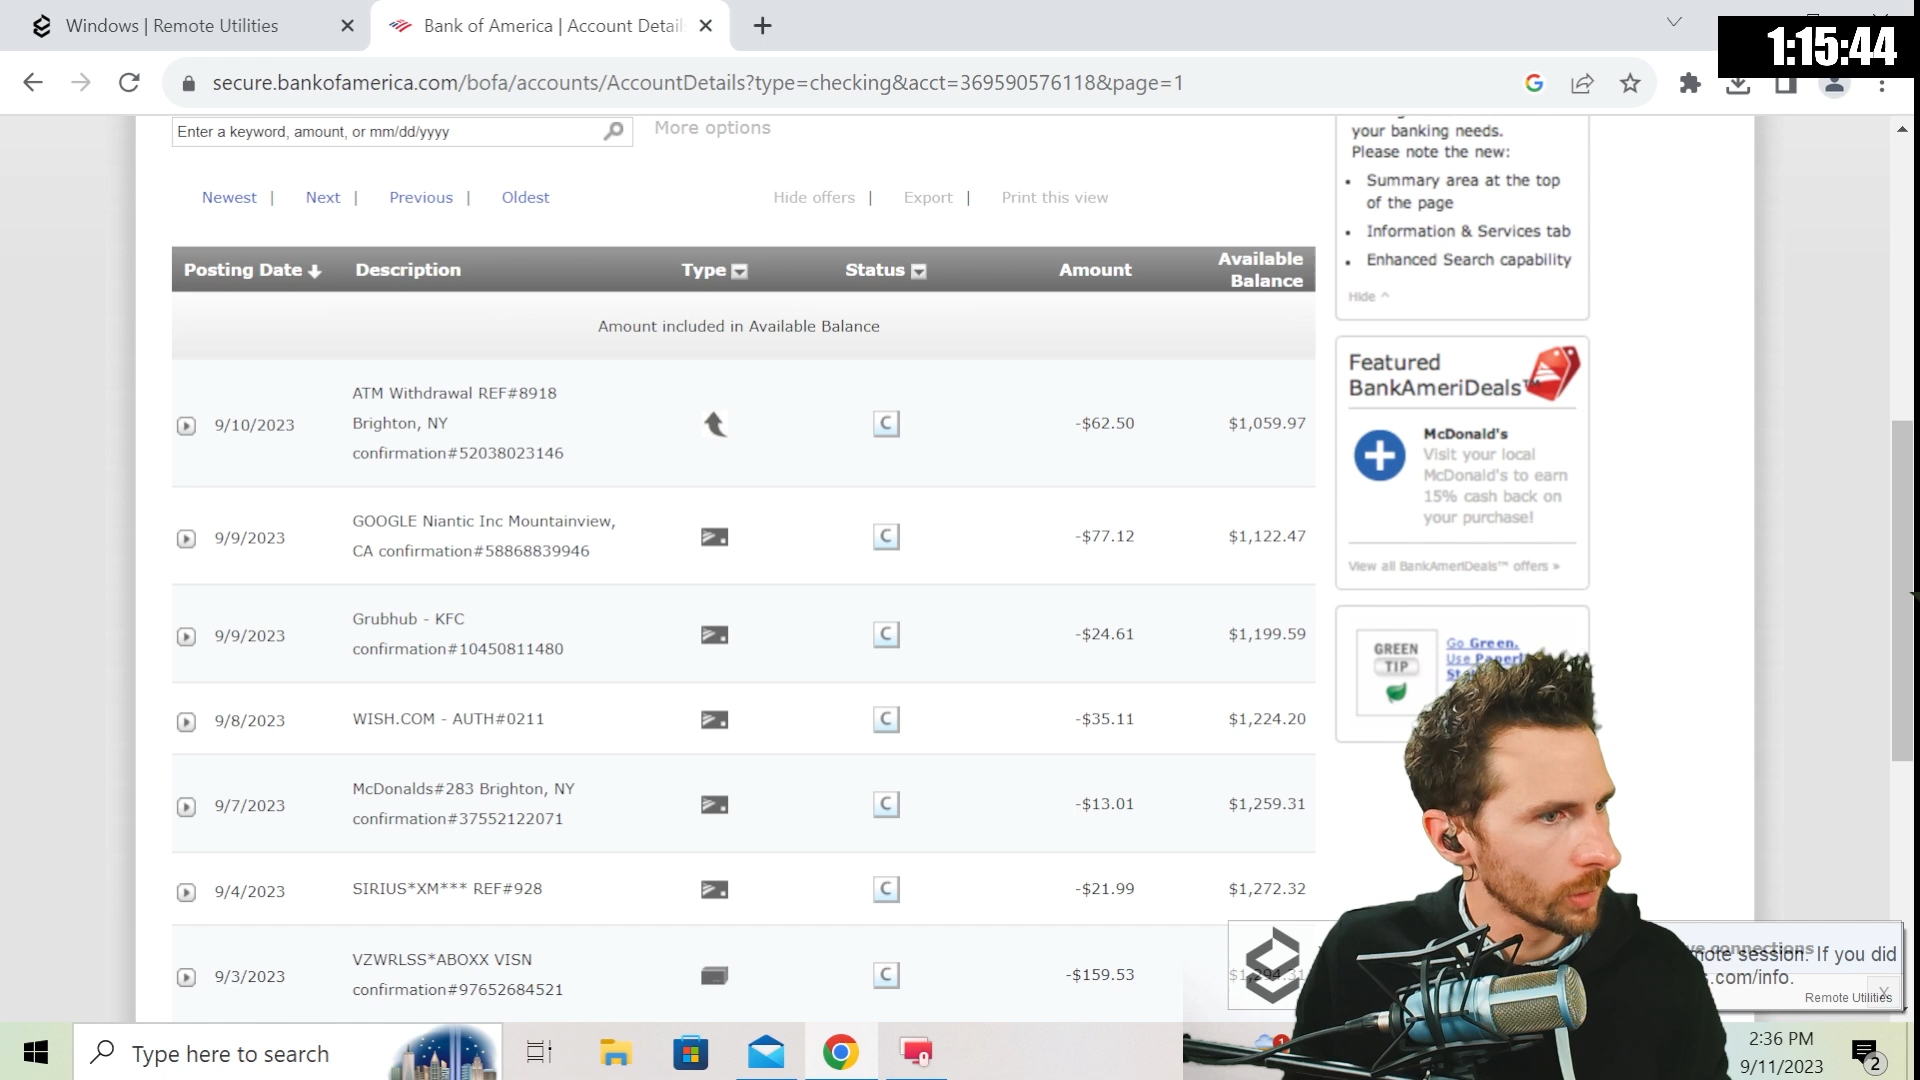 Windows | Remote Utilities
Bank of America | Account Detail
1:15:44
secure.bankofamerica.com/bofa/accounts/AccountDetails?type=checking&acct=369590576118&page=1
Enter a keyword, amount, or mm/dd/yyyy
More options
Newest | Next | Previous | Oldest
Hide offers | Export | Print this view
Posting Date Description Type Status Amount Available Balance
Amount included in Available Balance
9/10/2023 ATM Withdrawal REF#8918 C -$62.50 $1,059.97
Brighton, NY
confirmation#52038023146
9/9/2023 GOOGLE Niantic Inc Mountainview, C -$77.12 $1,122.47
CA confirmation#58868839946
9/9/2023 Grubhub - KFC C -$24.61 $1,199.59
confirmation#10450811480
9/8/2023 WISH.COM - AUTH#0211 C -$35.11 $1,224.20
9/7/2023 McDonalds#283 Brighton, NY C -$13.01 $1,259.31
confirmation#37552122071
9/4/2023 SIRIUS*XM*** REF#928 C -$21.99 $1,272.32
9/3/2023 VZWRLSS*ABOXX VISN C -$159.53
confirmation#97652684521
your banking needs.
Please note the new:
Summary area at the top
of the page
Information & Services tab
Enhanced Search capability
Hide ^
Featured
BankAmeriDeals™
McDonald's
Visit your local
McDonald's to earn
15% cash back on
your purchase!
View all BankAmeriDeals™ offers »
GREEN
TIP
Go Green.
Use
connections
mote session. If you did
s.com/info.
Remote Utilities
X
Type here to search
1
2:36 PM
9/11/2023
2